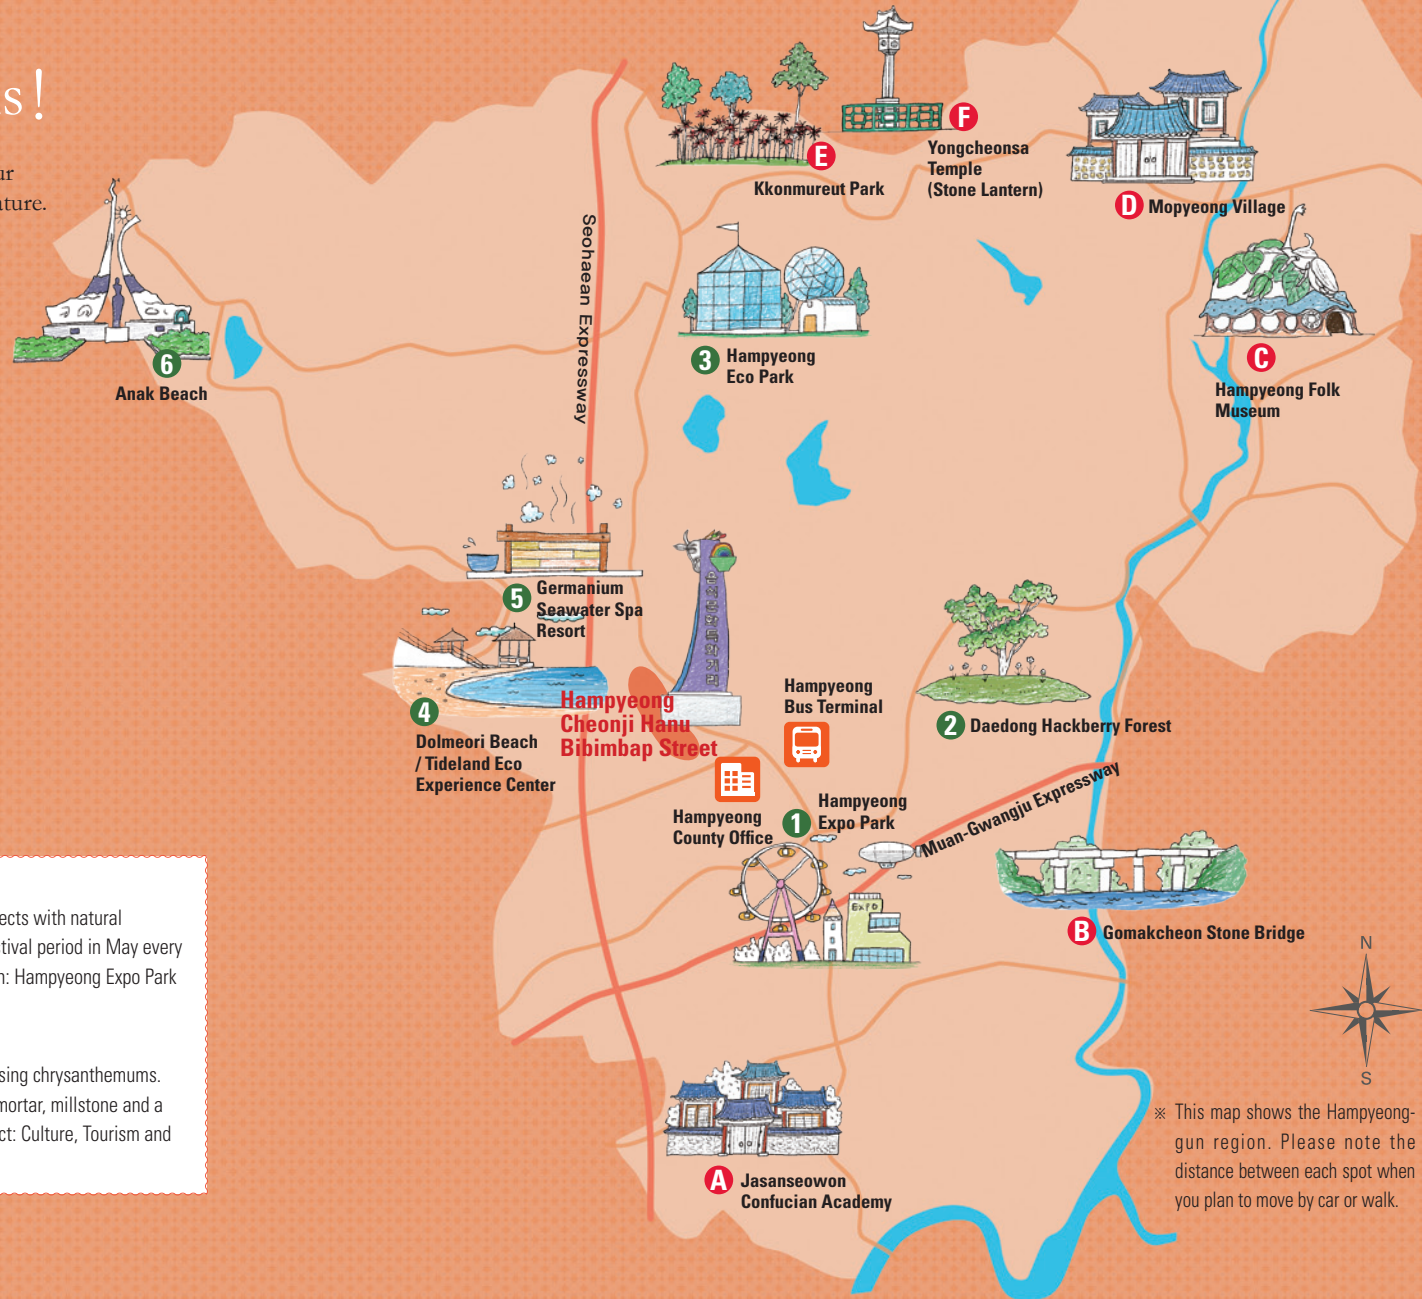 s!
ur
ature.
E
Kkonmureut Park
F
Yongcheonsa
Temple
(Stone Lantern)
D Mopyeong Village
Seohaean Expressway
3 Hampyeong
Eco Park
C
Hampyeong Folk
Museum
6
Anak Beach
5 Germanium
Seawater Spa
Resort
4
Dolmeori Beach
/ Tideland Eco
Experience Center
Hampyeong
Cheonji Hanu
Bibimbap Street
Hampyeong
Bus Terminal
2 Daedong Hackberry Forest
Hampyeong
County Office
1 Hampyeong
Expo Park
EXPO
Muan-Gwangju Expressway
B Gomakcheon Stone Bridge
A Jasanseowon
Confucian Academy
N
S
※ This map shows the Hampyeong-
gun region. Please note the
distance between each spot when
you plan to move by car or walk.
ects with natural
stival period in May every
n: Hampyeong Expo Park
sing chrysanthemums.
mortar, millstone and a
ct: Culture, Tourism and